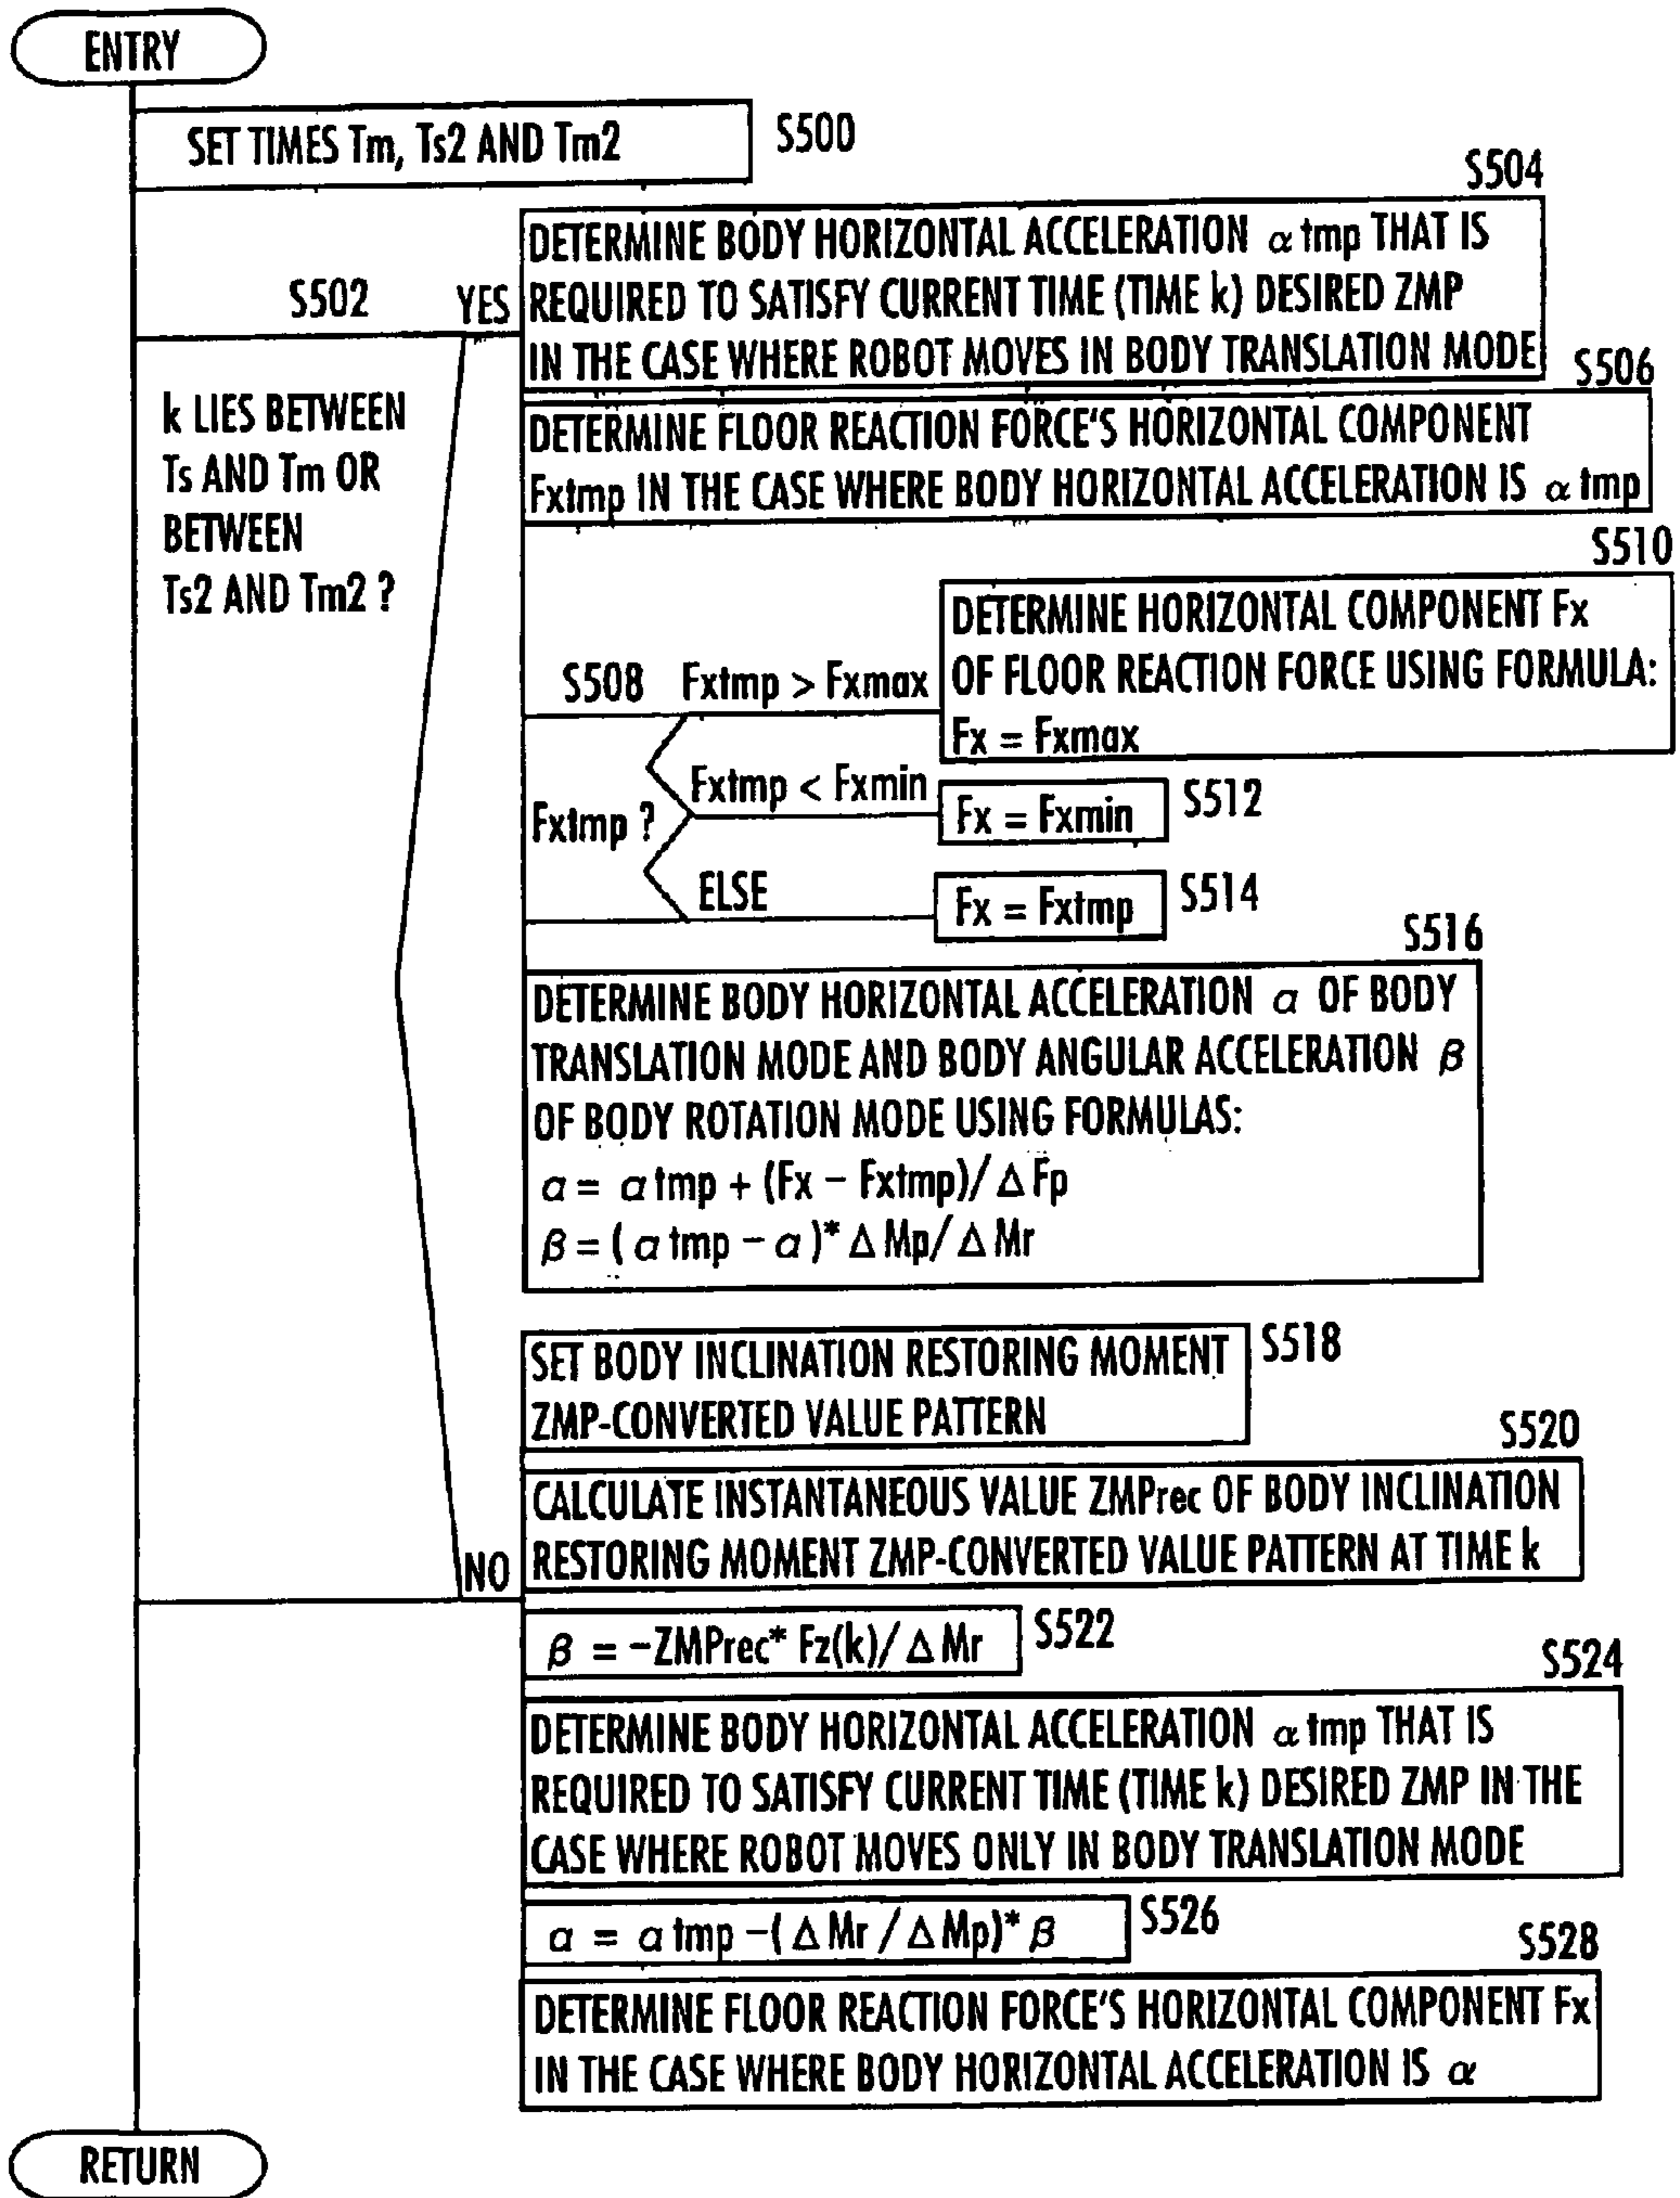 ENTRY
SET TIMES Tm, Ts2 AND Tm2
S500
S504
DETERMINE BODY HORIZONTAL ACCELERATION α tmp THAT IS
REQUIRED TO SATISFY CURRENT TIME (TIME k) DESIRED ZMP
IN THE CASE WHERE ROBOT MOVES IN BODY TRANSLATION MODE
S502
YES
k LIES BETWEEN
Ts AND Tm OR
BETWEEN
Ts2 AND Tm2 ?
S506
DETERMINE FLOOR REACTION FORCE'S HORIZONTAL COMPONENT
Fxtmp IN THE CASE WHERE BODY HORIZONTAL ACCELERATION IS α tmp
S510
DETERMINE HORIZONTAL COMPONENT Fx
OF FLOOR REACTION FORCE USING FORMULA:
Fx = Fxmax
S508
Fxtmp > Fxmax
Fxtmp ?
Fxtmp < Fxmin
Fx = Fxmin
S512
ELSE
Fx = Fxtmp
S514
S516
DETERMINE BODY HORIZONTAL ACCELERATION α OF BODY
TRANSLATION MODE AND BODY ANGULAR ACCELERATION β
OF BODY ROTATION MODE USING FORMULAS:
α = α tmp + (Fx − Fxtmp)/ Δ Fp
β = ( α tmp − α )* Δ Mp/ Δ Mr
SET BODY INCLINATION RESTORING MOMENT
ZMP-CONVERTED VALUE PATTERN
S518
S520
CALCULATE INSTANTANEOUS VALUE ZMPrec OF BODY INCLINATION
RESTORING MOMENT ZMP-CONVERTED VALUE PATTERN AT TIME k
NO
β = −ZMPrec* Fz(k)/ Δ Mr
S522
S524
DETERMINE BODY HORIZONTAL ACCELERATION α tmp THAT IS
REQUIRED TO SATISFY CURRENT TIME (TIME k) DESIRED ZMP IN THE
CASE WHERE ROBOT MOVES ONLY IN BODY TRANSLATION MODE
α = α tmp −( Δ Mr / Δ Mp)* β
S526
S528
DETERMINE FLOOR REACTION FORCE'S HORIZONTAL COMPONENT Fx
IN THE CASE WHERE BODY HORIZONTAL ACCELERATION IS α
RETURN